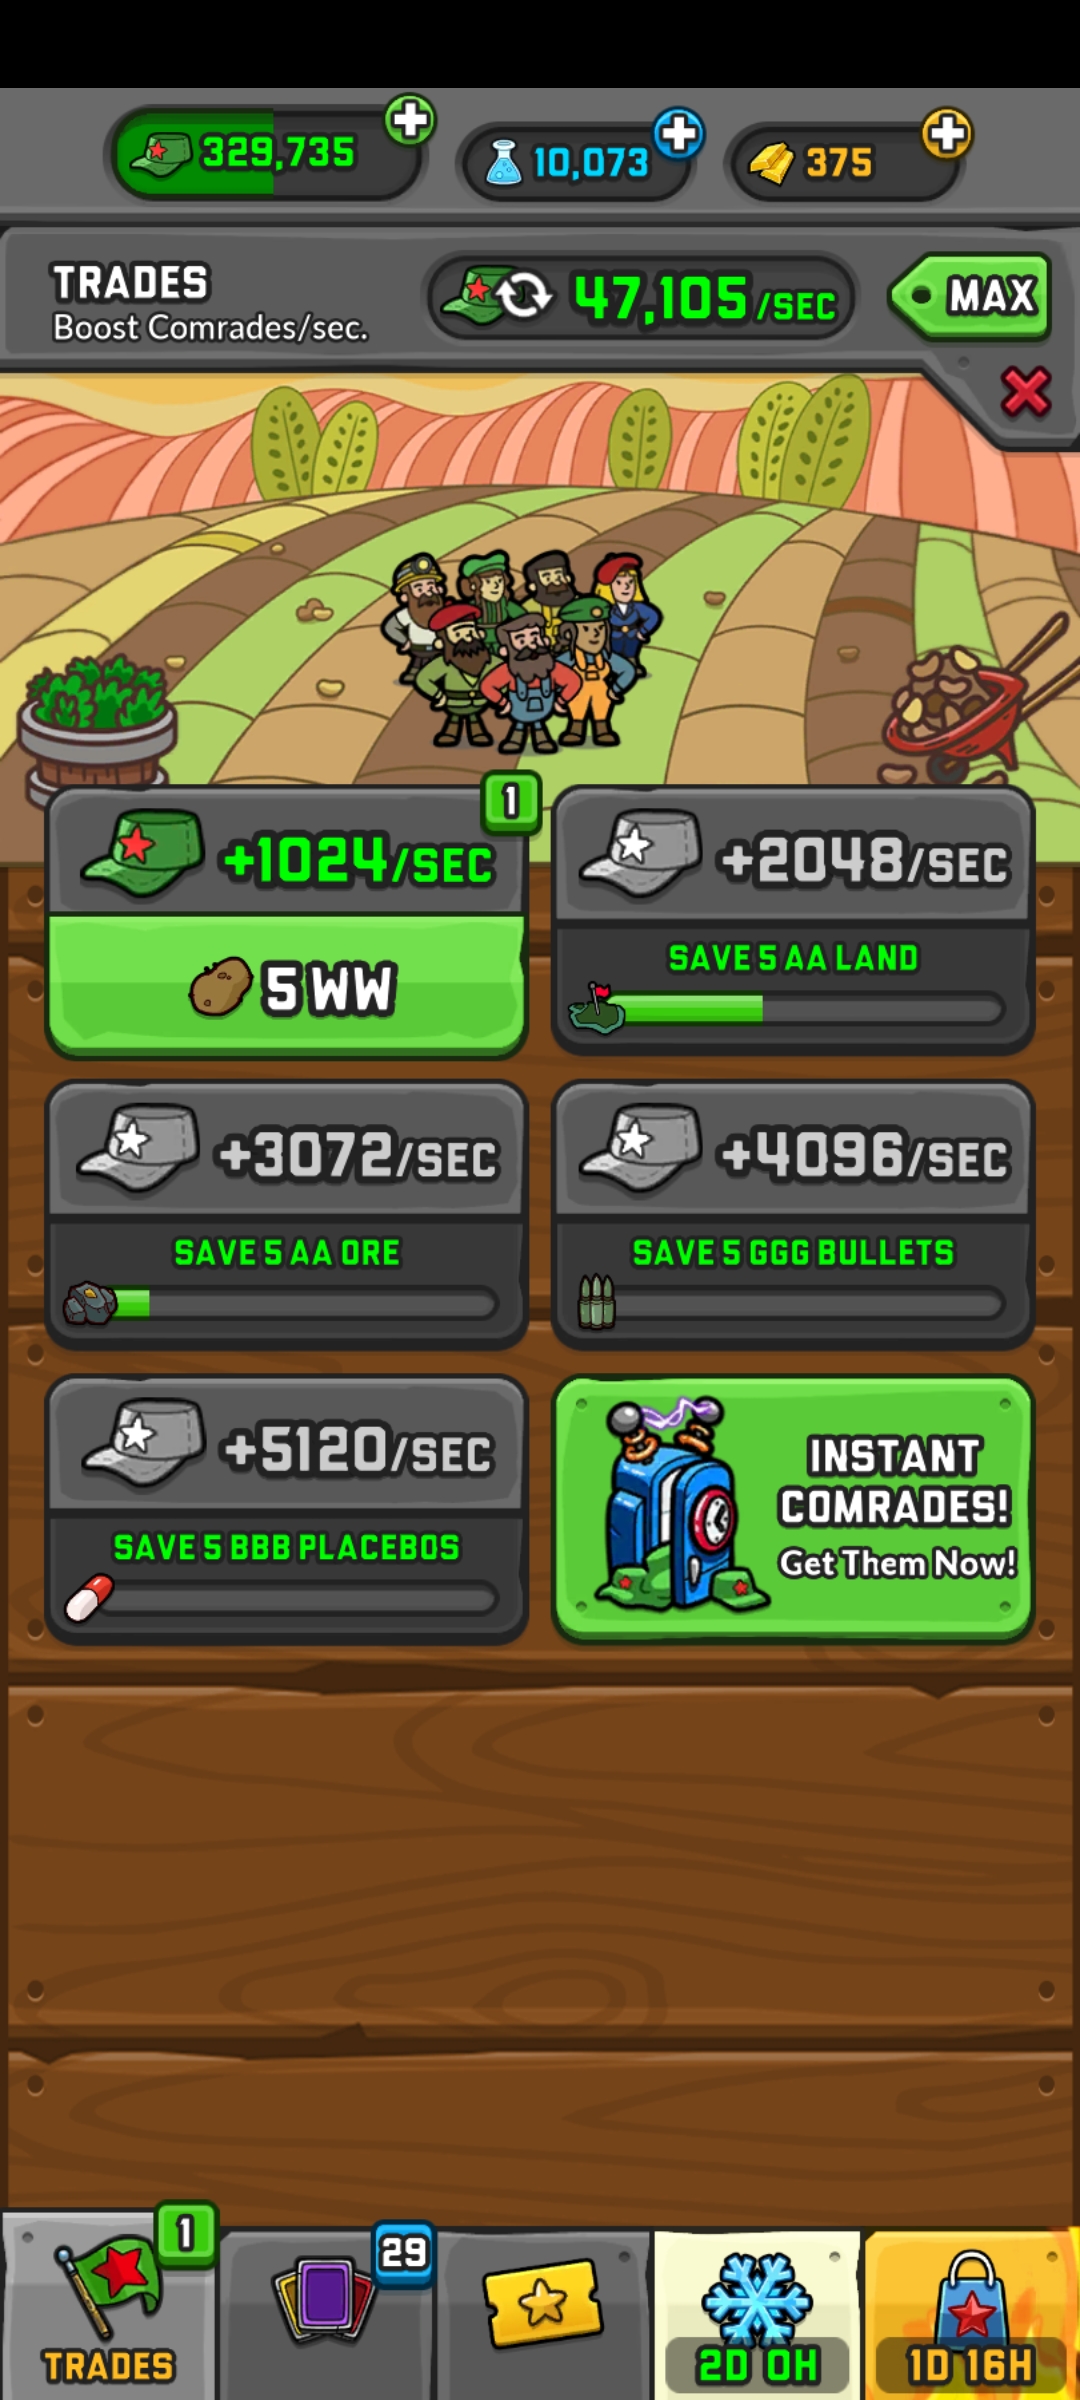 329,735
10,073
375
TRADES
Boost Comrades/sec.
47,105/SEC
MAX
1
+1024/SEC
5 WW
+2048/SEC
SAVE 5 AA LAND
+3072/SEC
SAVE 5 AA ORE
+4096/SEC
SAVE 5 GGG BULLETS
+5120/SEC
SAVE 5 BBB PLACEBOS
INSTANT
COMRADES!
Get Them Now!
1
TRADES
29
2D 0H
1D 16H